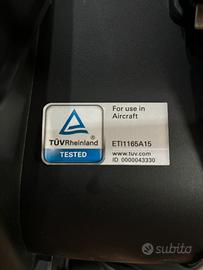 TÜVRheinland
TESTED
For use in
Aircraft
ETI1165A15
www.tuv.com
ID 0000043330
subito